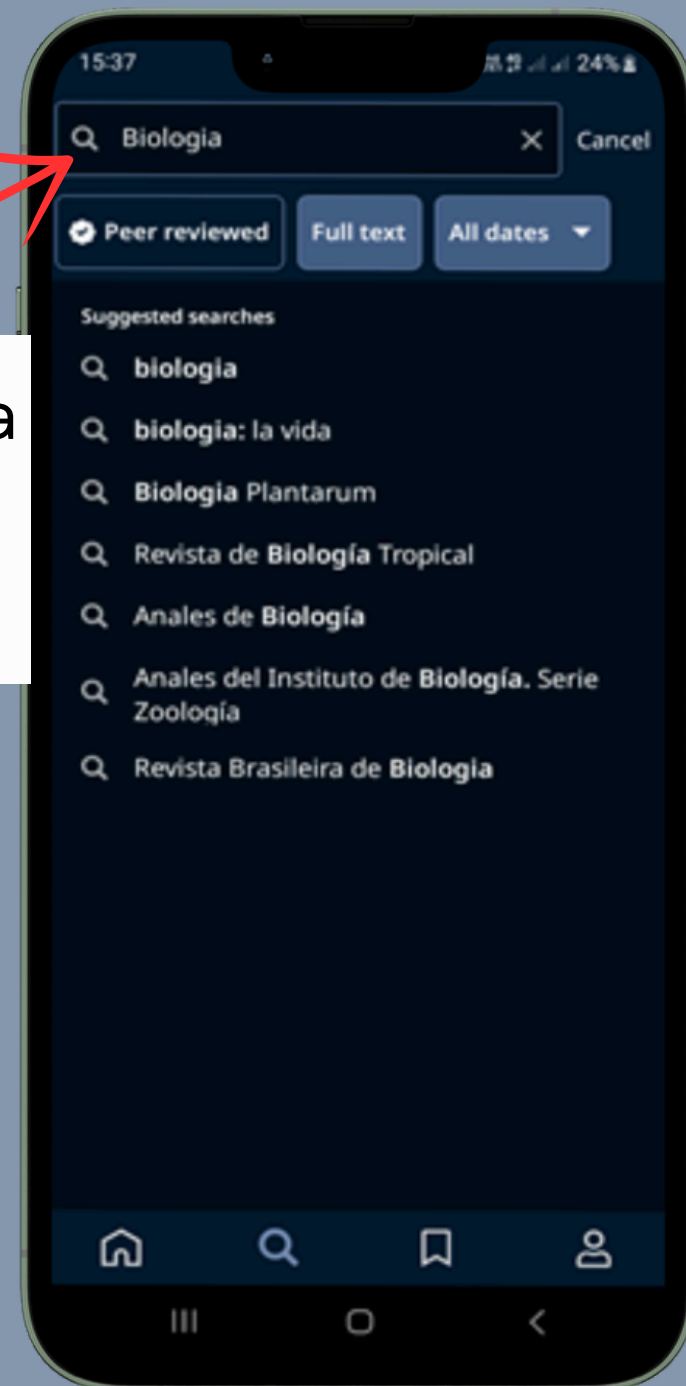 15:37
24%
Biologia
Cancel
Peer reviewed
Full text
All dates
Suggested searches
biologia
biologia: la vida
Biologia Plantarum
Revista de Biología Tropical
Anales de Biología
Anales del Instituto de Biología. Serie
Zoología
Revista Brasileira de Biologia
a